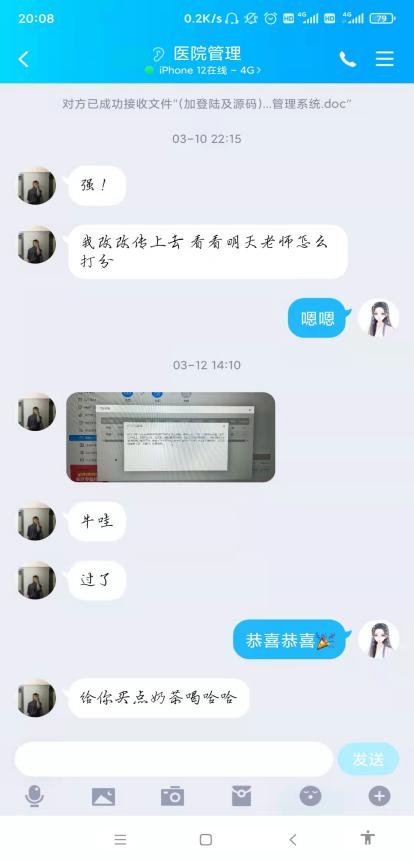 20:08
0.2K/s HD 4G HD 4G 79
医院管理
iPhone 12在线 - 4G
对方已成功接收文件“(加登陆及源码)...管理系统.doc”
03-10 22:15
强！
我改改传上去 看看明天老师怎么
打分
嗯嗯
03-12 14:10
牛哇
过了
恭喜恭喜🎉
给你买点奶茶喝哈哈
发送